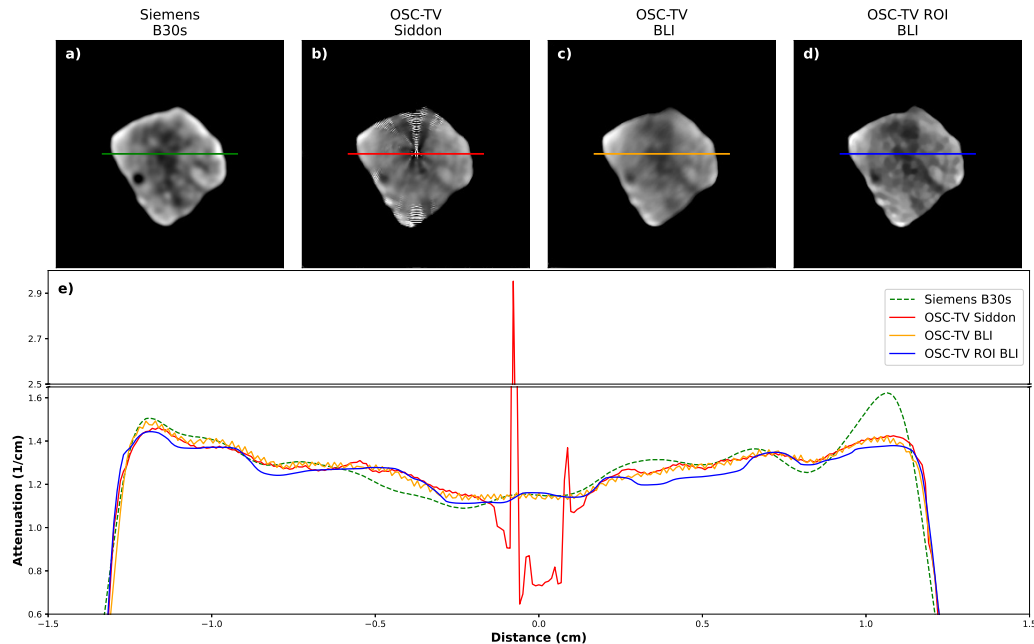 Siemens
B30s
OSC-TV
Siddon
OSC-TV
BLI
OSC-TV ROI
BLI
a)
b)
c)
d)
e)
Siemens B30s
OSC-TV Siddon
OSC-TV BLI
OSC-TV ROI BLI
2.9
2.7
2.5
1.6
1.4
1.2
1.0
0.8
0.6
Attenuation (1/cm)
−1.5
−1.0
−0.5
0.0
0.5
1.0
1.5
Distance (cm)